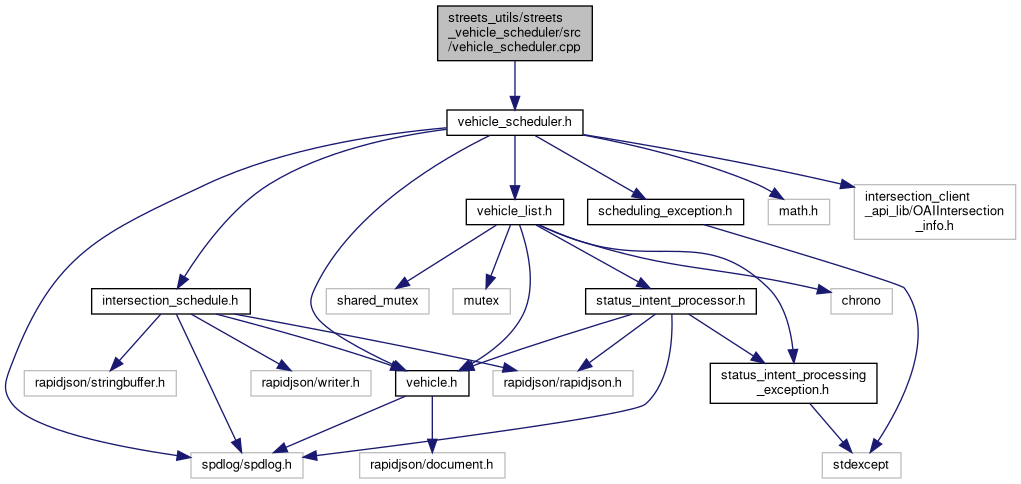 streets_utils/streets
_vehicle_scheduler/src
/vehicle_scheduler.cpp
vehicle_scheduler.h
vehicle_list.h
scheduling_exception.h
math.h
intersection_client
_api_lib/OAIIntersection
_info.h
intersection_schedule.h
shared_mutex
mutex
status_intent_processor.h
chrono
rapidjson/stringbuffer.h
rapidjson/writer.h
vehicle.h
rapidjson/rapidjson.h
status_intent_processing
_exception.h
spdlog/spdlog.h
rapidjson/document.h
stdexcept